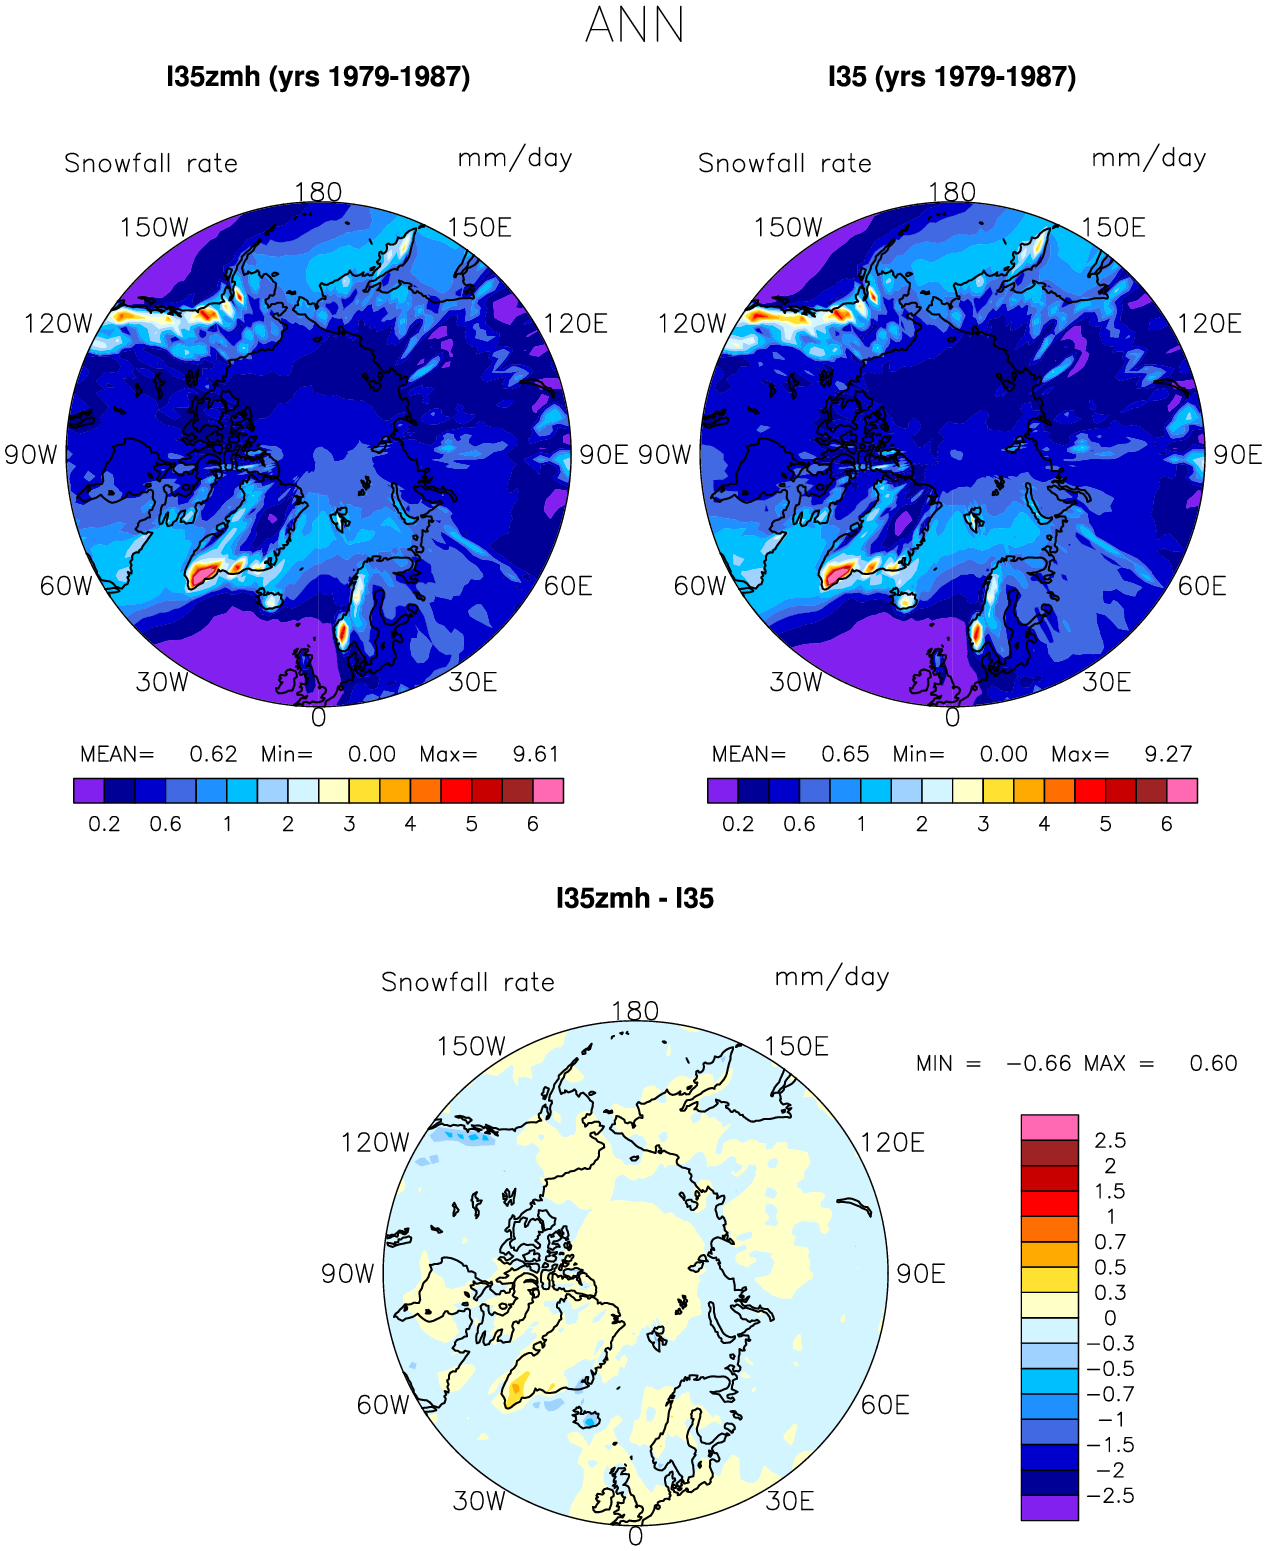 ANN
I35zmh (yrs 1979-1987)
I35 (yrs 1979-1987)
Snowfall rate mm/day
Snowfall rate mm/day
180
150W 150E
120W 120E
90W 90E
60W 60E
30W 30E
0
180
150W 150E
120W 120E
90W 90E
60W 60E
30W 30E
0
MEAN= 0.62 Min= 0.00 Max= 9.61
0.2 0.6 1 2 3 4 5 6
MEAN= 0.65 Min= 0.00 Max= 9.27
0.2 0.6 1 2 3 4 5 6
I35zmh - I35
Snowfall rate mm/day
180
150W 150E
120W 120E
90W 90E
60W 60E
30W 30E
0
MIN = -0.66 MAX = 0.60
2.5
2
1.5
1
0.7
0.5
0.3
0
-0.3
-0.5
-0.7
-1
-1.5
-2
-2.5